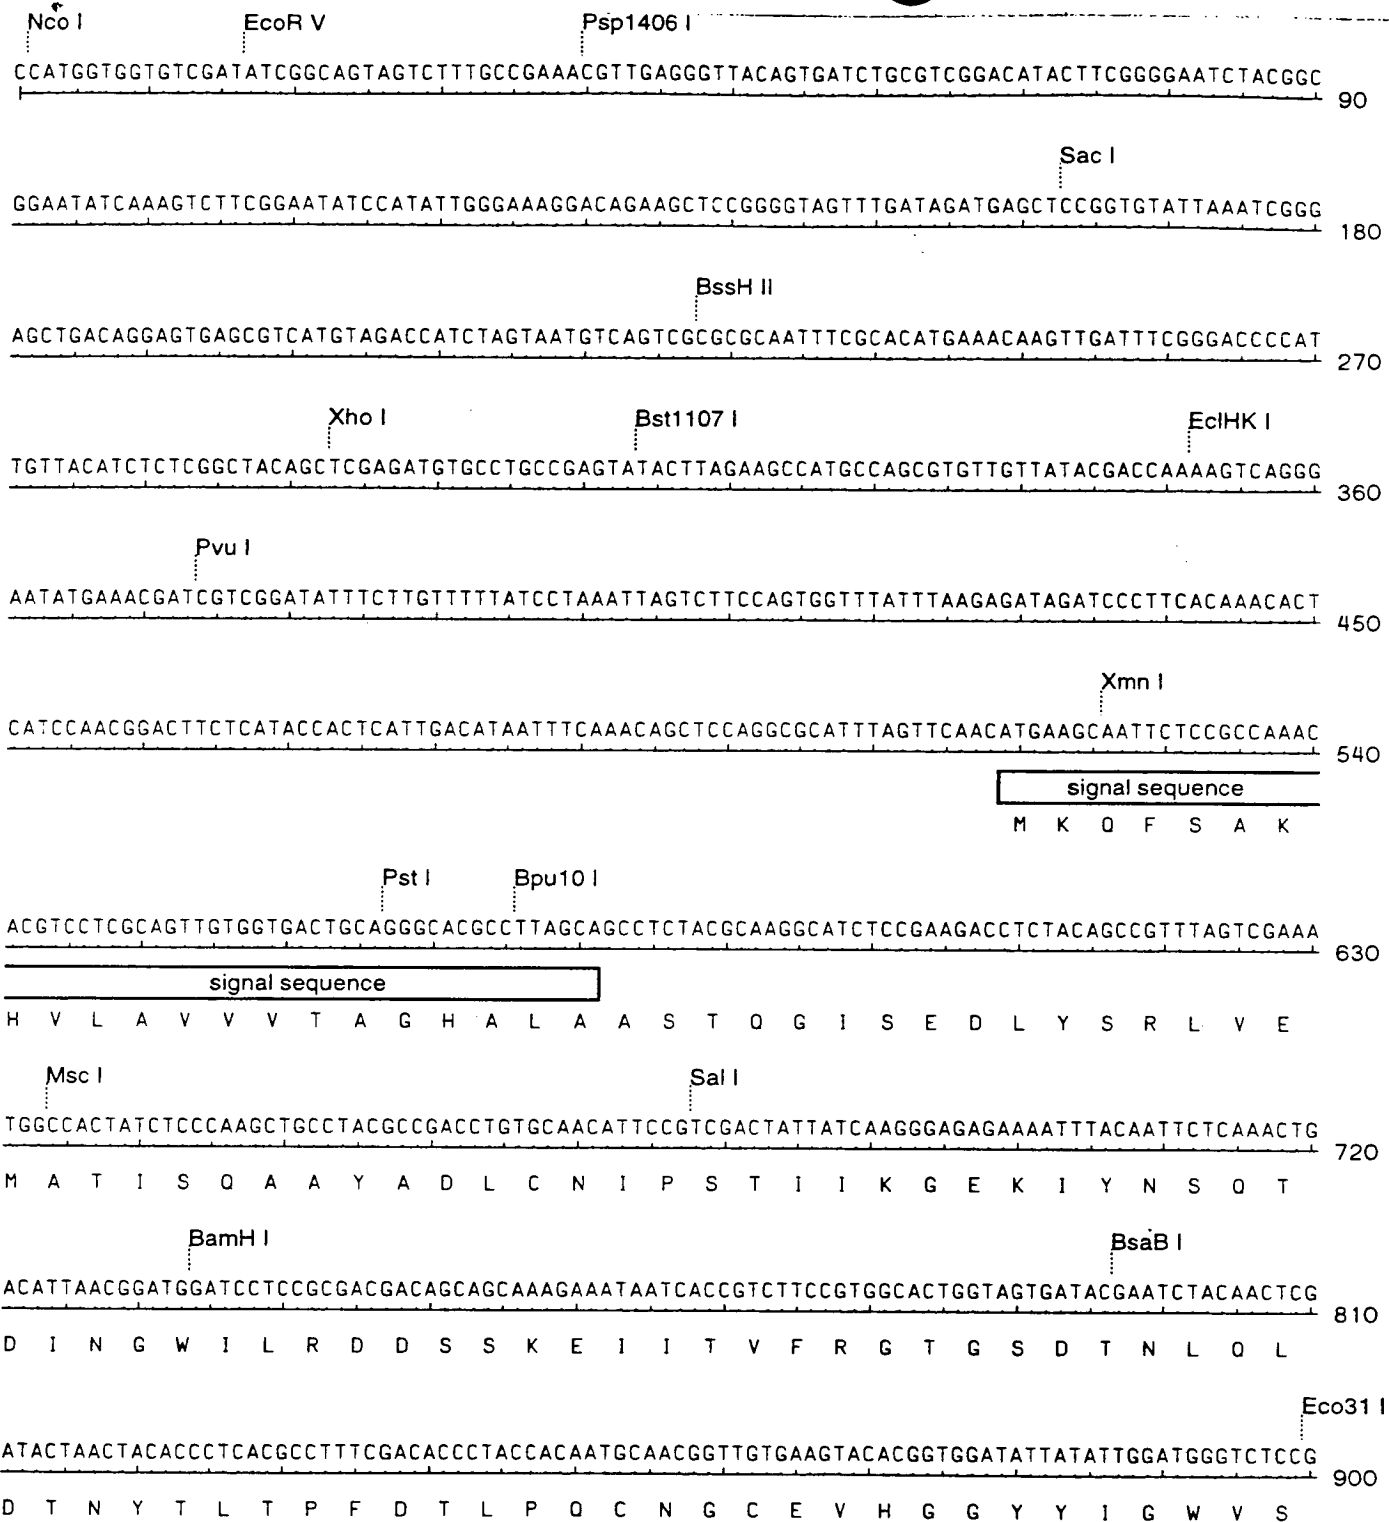 Nco I EcoR V Psp1406 I
CCATGGTGGTGTCGATATCGGCAGTAGTCTTTGCCGAAACGTTGAGGGTTACAGTGATCTGCGTCGGACATACTTCGGGGAATCTACGGC
90
Sac I
GGAATATCAAAGTCTTCGGAATATCCATATTGGGAAAGGACAGAAGCTCCGGGGTAGTTTGATAGATGAGCTCCGGTGTATTAAATCGGG
180
BssH II
AGCTGACAGGAGTGAGCGTCATGTAGACCATCTAGTAATGTCAGTCGCGCGCAATTTCGCACATGAAACAAGTTGATTTCGGGACCCCAT
270
Xho I Bst1107 I EclHK I
TGTTACATCTCTCGGCTACAGCTCGAGATGTGCCTGCCGAGTATACTTAGAAGCCATGCCAGCGTGTTGTTATACGACCAAAAGTCAGGG
360
Pvu I
AATATGAAACGATCGTCGGATATTTCTTGTTTTTATCCTAAATTAGTCTTCCAGTGGTTTATTTAAGAGATAGATCCCTTCACAAACACT
450
Xmn I
CATCCAACGGACTTCTCATACCACTCATTGACATAATTTCAAACAGCTCCAGGCGCATTTAGTTCAACATGAAGCAATTCTCCGCCAAAC
540
signal sequence
M K Q F S A K
Pst I Bpu10 I
ACGTCCTCGCAGTTGTGGTGACTGCAGGGCACGCCTTAGCAGCCTCTACGCAAGGCATCTCCGAAGACCTCTACAGCCGTTTAGTCGAAA
630
signal sequence
H V L A V V V T A G H A L A A S T Q G I S E D L Y S R L V E
Msc I Sal I
TGGCCACTATCTCCCAAGCTGCCTACGCCGACCTGTGCAACATTCCGTCGACTATTATCAAGGGAGAGAAAATTTACAATTCTCAAACTG
720
M A T I S Q A A Y A D L C N I P S T I I K G E K I Y N S Q T
BamH I BsaB I
ACATTAACGGATGGATCCTCCGCGACGACAGCAGCAAAGAAATAATCACCGTCTTCCGTGGCACTGGTAGTGATACGAATCTACAACTCG
810
D I N G W I L R D D S S K E I I T V F R G T G S D T N L Q L
Eco31 I
ATACTAACTACACCCTCACGCCTTTCGACACCCTACCACAATGCAACGGTTGTGAAGTACACGGTGGATATTATATTGGATGGGTCTCCG
900
D T N Y T L T P F D T L P Q C N G C E V H G G Y Y I G W V S